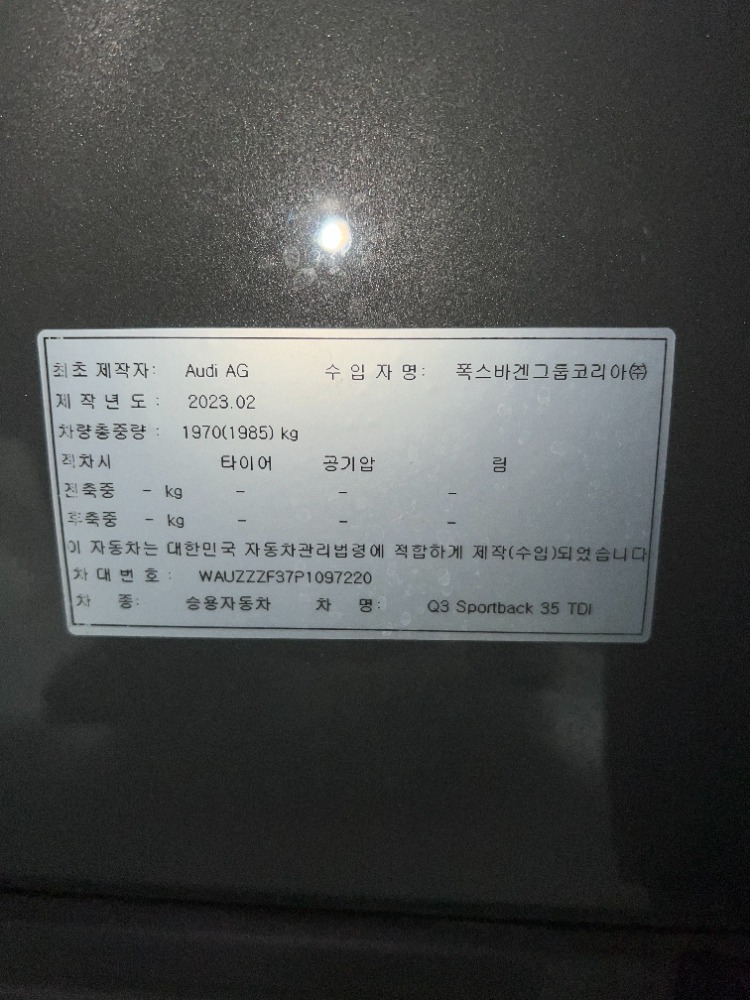 최초 제작자: Audi AG 수 입 자 명: 폭스바겐그룹코리아㈜
제 작 년 도 : 2023.02
차량총중량 : 1970(1985) kg
적차시 타이어 공기압 림
전축중 - kg - - -
후축중 - kg - - -
이 자동차는 대한민국 자동차관리법령에 적합하게 제작(수입)되었습니다
차 대 번 호 : WAUZZZF37P1097220
차 종: 승용자동차 차 명: Q3 Sportback 35 TDI